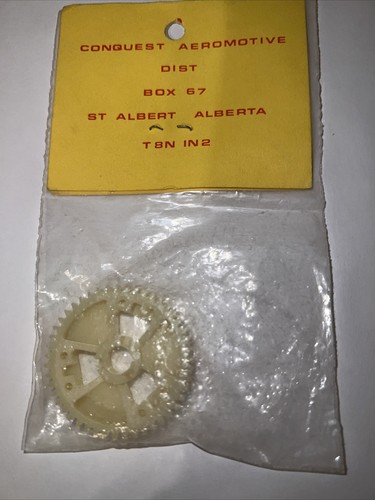 CONQUEST AEROMOTIVE
DIST
BOX 67
ST ALBERT ALBERTA
T8N 1N2